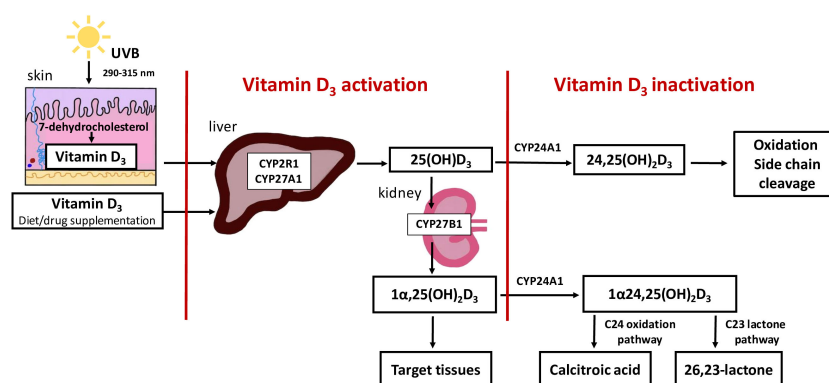 UVB
290-315 nm
skin
Vitamin D₃ activation
Vitamin D₃ inactivation
7-dehydrocholesterol
Vitamin D₃
liver
CYP2R1
CYP27A1
25(OH)D₃
CYP24A1
24,25(OH)₂D₃
Oxidation
Side chain
cleavage
Vitamin D₃
Diet/drug supplementation
kidney
CYP27B1
1α,25(OH)₂D₃
CYP24A1
1α24,25(OH)₂D₃
C24 oxidation
pathway
C23 lactone
pathway
Target tissues
Calcitroic acid
26,23-lactone